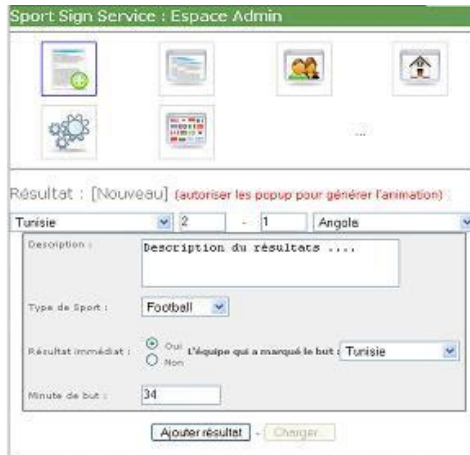 Sport Sign Service : Espace Admin
...
Résultat : [Nouveau] (autoriser les popup pour générer l'animation)
Tunisie 2 - 1 Angola
Description : Description du résultats ....
Type de Sport : Football
Résultat immédiat : Oui Non L'équipe qui a marqué le but : Tunisie
Minute de but : 34
Ajouter résultat - Charger...